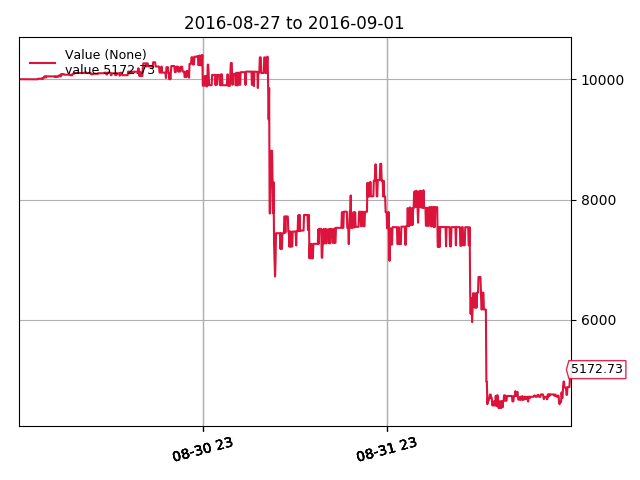 2016-08-27 to 2016-09-01
Value (None)
value 5172.73
10000
8000
6000
5172.73
08-30 23
08-31 23